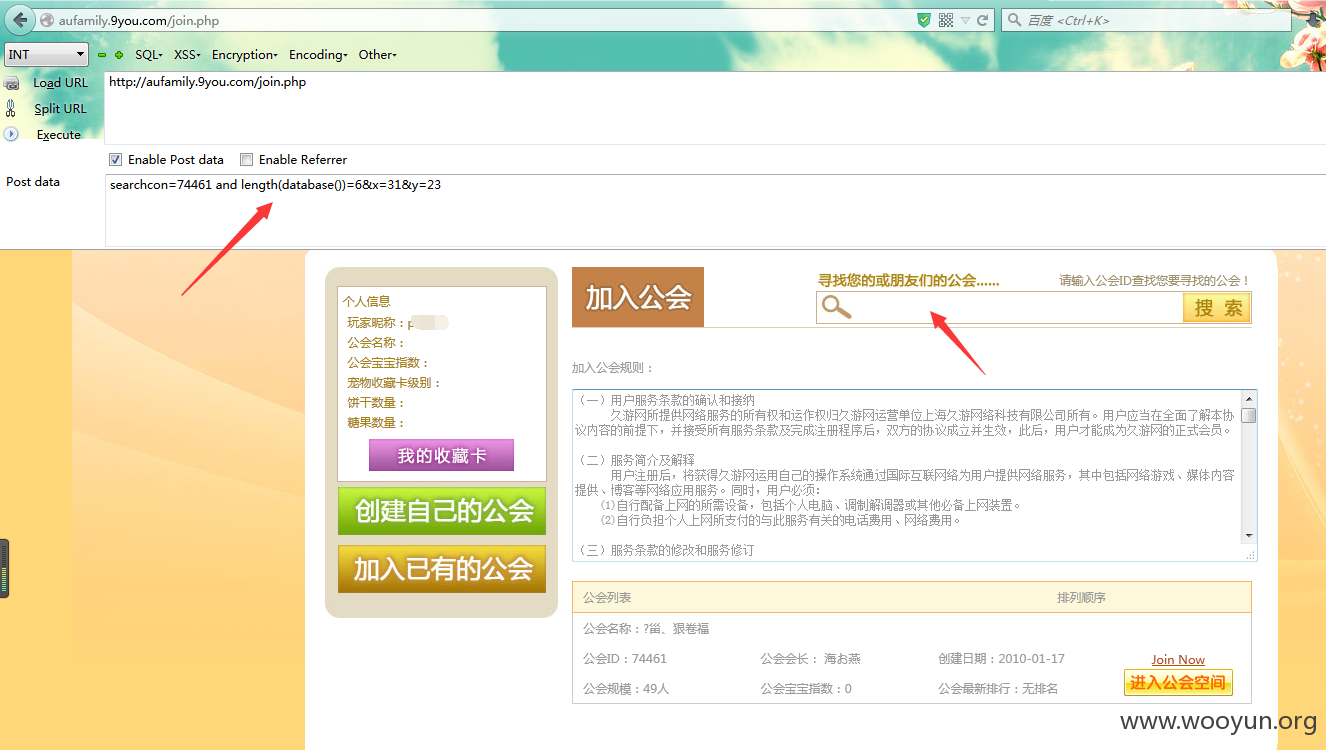 aufamily.9you.com/join.php
百度 <Ctrl+K>
INT
SQL▾ XSS▾ Encryption▾ Encoding▾ Other▾
Load URL
http://aufamily.9you.com/join.php
Split URL
Execute
Enable Post data Enable Referrer
Post data
searchcon=74461 and length(database())=6&x=31&y=23
个人信息
玩家昵称：p
公会名称：
公会宝宝指数：
宠物收藏卡级别：
饼干数量：
糖果数量：
我的收藏卡
创建自己的公会
加入已有的公会
加入公会
寻找您的或朋友们的公会……
请输入公会ID查找您要寻找的公会！
搜 索
加入公会规则：
（一）用户服务条款的确认和接纳
久游网所提供网络服务的所有权和运作权归久游网运营单位上海久游网络科技有限公司所有。用户应当在全面了解本协
议内容的前提下，并接受所有服务条款及完成注册程序后，双方的协议成立并生效，此后，用户才能成为久游网的正式会员。
（二）服务简介及解释
用户注册后，将获得久游网运用自己的操作系统通过国际互联网络为用户提供网络服务，其中包括网络游戏、媒体内容
提供、博客等网络应用服务。同时，用户必须：
⑴自行配备上网的所需设备，包括个人电脑、调制解调器或其他必备上网装置。
⑵自行负担个人上网所支付的与此服务有关的电话费用、网络费用。
（三）服务条款的修改和服务修订
公会列表 排列顺序
公会名称：?甾、狠卷福
公会ID：74461 公会会长： 海お燕 创建日期：2010-01-17 Join Now
公会规模：49人 公会宝宝指数：0 公会最新排行：无排名 进入公会空间
www.wooyun.org